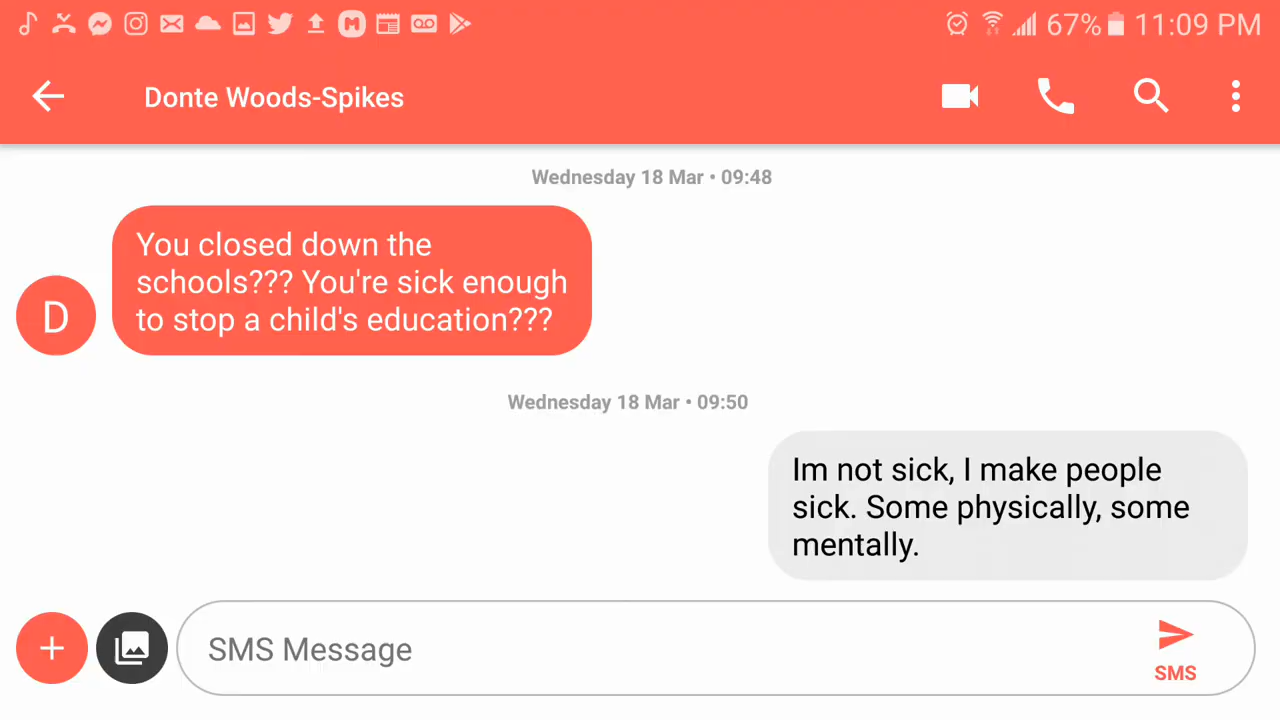 67% 11:09 PM
Donte Woods-Spikes
Wednesday 18 Mar • 09:48
You closed down the
schools??? You're sick enough
to stop a child's education???
D
Wednesday 18 Mar • 09:50
Im not sick, I make people
sick. Some physically, some
mentally.
SMS Message
SMS